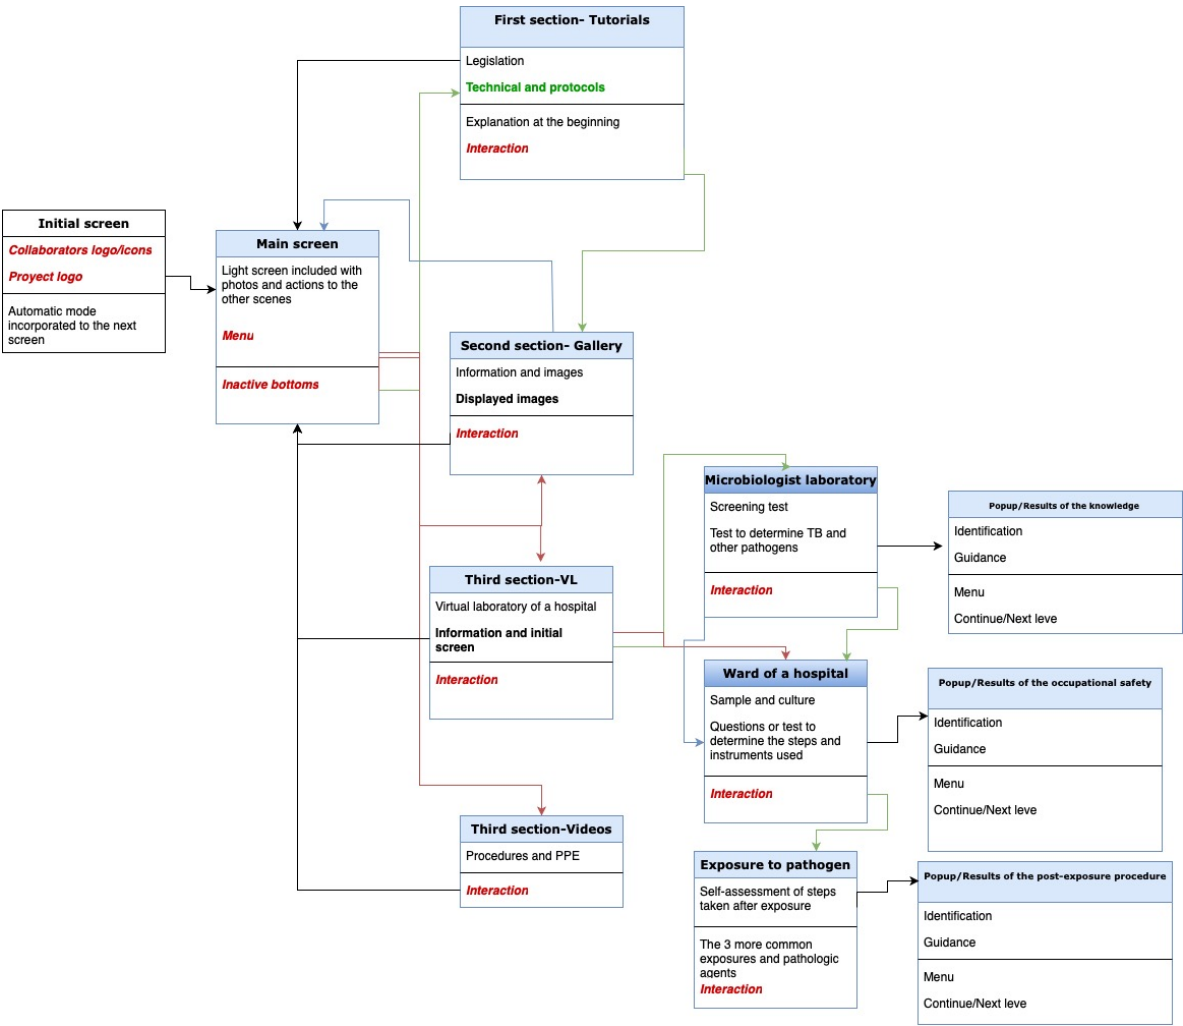 First section- Tutorials
Legislation
Technical and protocols
Explanation at the beginning
Interaction
Initial screen
Collaborators logo/icons
Proyect logo
Automatic mode
incorporated to the next
screen
Main screen
Light screen included with
photos and actions to the
other scenes
Menu
Inactive bottoms
Second section- Gallery
Information and images
Displayed images
Interaction
Third section-VL
Virtual laboratory of a hospital
Information and initial
screen
Interaction
Third section-Videos
Procedures and PPE
Interaction
Microbiologist laboratory
Screening test
Test to determine TB and
other pathogens
Interaction
Popup/Results of the knowledge
Identification
Guidance
Menu
Continue/Next leve
Ward of a hospital
Sample and culture
Questions or test to
determine the steps and
instruments used
Interaction
Popup/Results of the occupational safety
Identification
Guidance
Menu
Continue/Next leve
Exposure to pathogen
Self-assessment of steps
taken after exposure
The 3 more common
exposures and pathologic
agents
Interaction
Popup/Results of the post-exposure procedure
Identification
Guidance
Menu
Continue/Next leve